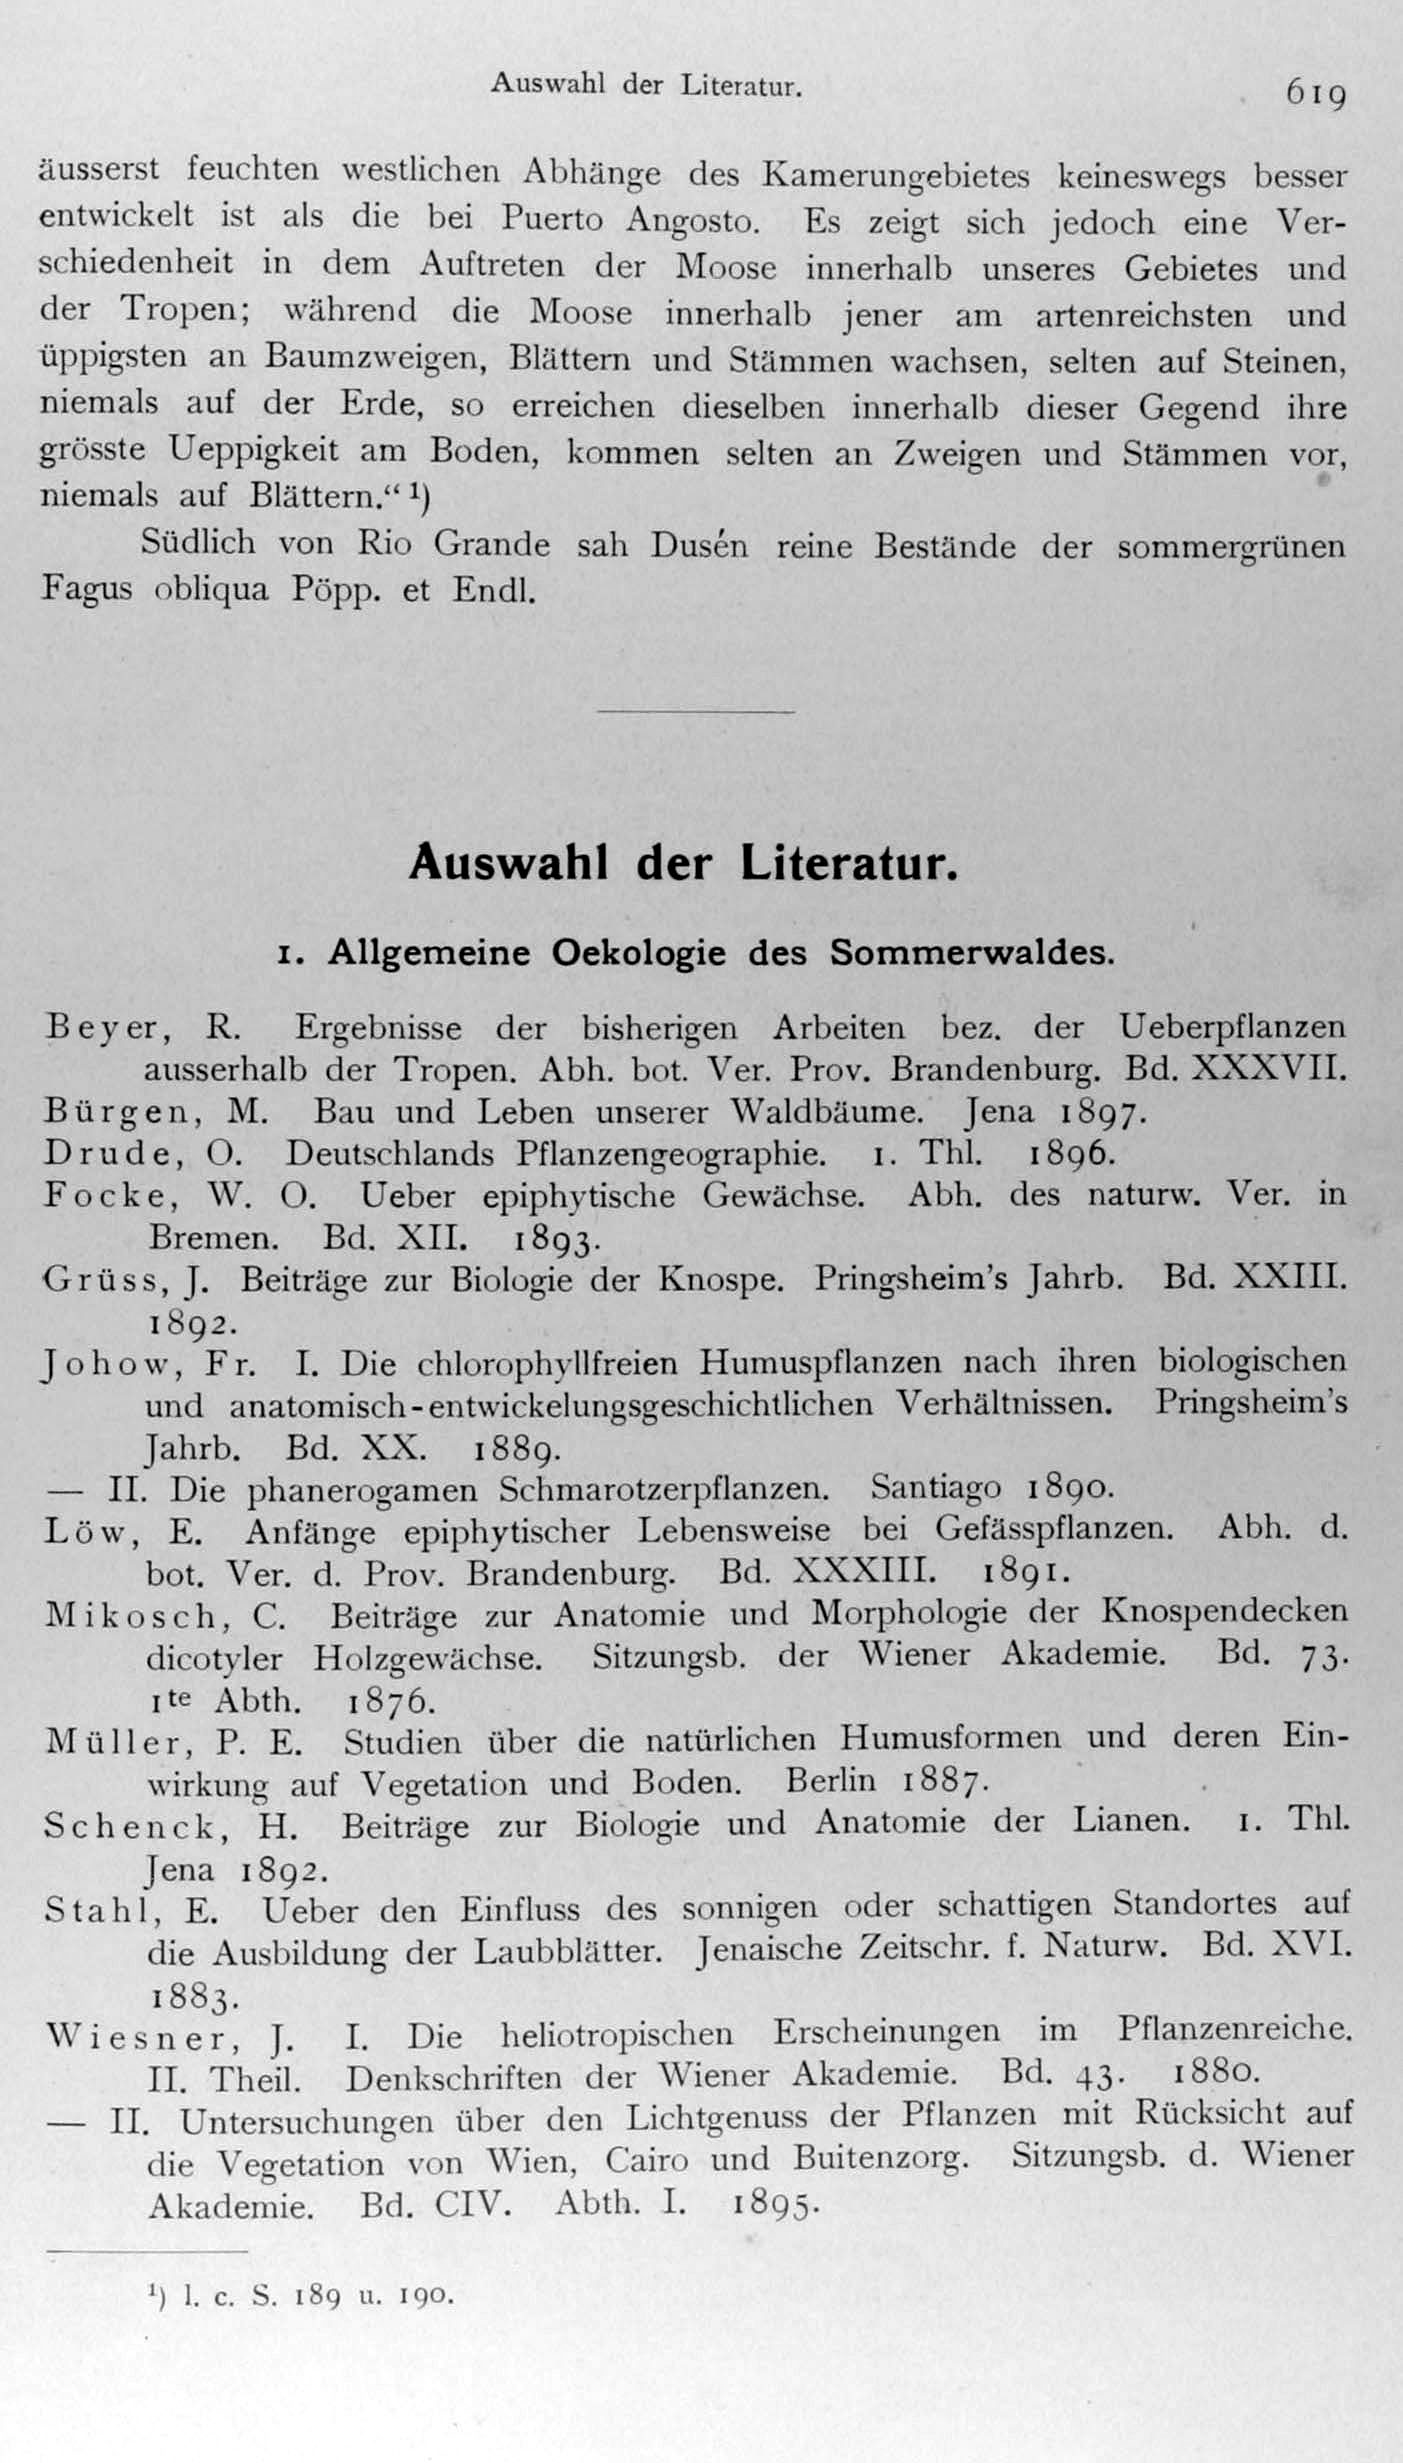 Auswahl der Literatur. 619
äusserst feuchten westlichen Abhänge des Kamerungebietes keineswegs besser
entwickelt ist als die bei Puerto Angosto. Es zeigt sich jedoch eine Ver-
schiedenheit in dem Auftreten der Moose innerhalb unseres Gebietes und
der Tropen; während die Moose innerhalb jener am artenreichsten und
üppigsten an Baumzweigen, Blättern und Stämmen wachsen, selten auf Steinen,
niemals auf der Erde, so erreichen dieselben innerhalb dieser Gegend ihre
grösste Ueppigkeit am Boden, kommen selten an Zweigen und Stämmen vor,
niemals auf Blättern.“ ¹)
Südlich von Rio Grande sah Dusén reine Bestände der sommergrünen
Fagus obliqua Pöpp. et Endl.
Auswahl der Literatur.
1. Allgemeine Oekologie des Sommerwaldes.
Beyer, R. Ergebnisse der bisherigen Arbeiten bez. der Ueberpflanzen
ausserhalb der Tropen. Abh. bot. Ver. Prov. Brandenburg. Bd. XXXVII.
Bürgen, M. Bau und Leben unserer Waldbäume. Jena 1897.
Drude, O. Deutschlands Pflanzengeographie. 1. Thl. 1896.
Focke, W. O. Ueber epiphytische Gewächse. Abh. des naturw. Ver. in
Bremen. Bd. XII. 1893.
Grüss, J. Beiträge zur Biologie der Knospe. Pringsheim's Jahrb. Bd. XXIII.
1892.
Johow, Fr. I. Die chlorophyllfreien Humuspflanzen nach ihren biologischen
und anatomisch-entwickelungsgeschichtlichen Verhältnissen. Pringsheim's
Jahrb. Bd. XX. 1889.
— II. Die phanerogamen Schmarotzerpflanzen. Santiago 1890.
Löw, E. Anfänge epiphytischer Lebensweise bei Gefässpflanzen. Abh. d.
bot. Ver. d. Prov. Brandenburg. Bd. XXXIII. 1891.
Mikosch, C. Beiträge zur Anatomie und Morphologie der Knospendecken
dicotyler Holzgewächse. Sitzungsb. der Wiener Akademie. Bd. 73.
1te Abth. 1876.
Müller, P. E. Studien über die natürlichen Humusformen und deren Ein-
wirkung auf Vegetation und Boden. Berlin 1887.
Schenck, H. Beiträge zur Biologie und Anatomie der Lianen. 1. Thl.
Jena 1892.
Stahl, E. Ueber den Einfluss des sonnigen oder schattigen Standortes auf
die Ausbildung der Laubblätter. Jenaische Zeitschr. f. Naturw. Bd. XVI.
1883.
Wiesner, J. I. Die heliotropischen Erscheinungen im Pflanzenreiche.
II. Theil. Denkschriften der Wiener Akademie. Bd. 43. 1880.
— II. Untersuchungen über den Lichtgenuss der Pflanzen mit Rücksicht auf
die Vegetation von Wien, Cairo und Buitenzorg. Sitzungsb. d. Wiener
Akademie. Bd. CIV. Abth. I. 1895.
¹) l. c. S. 189 u. 190.